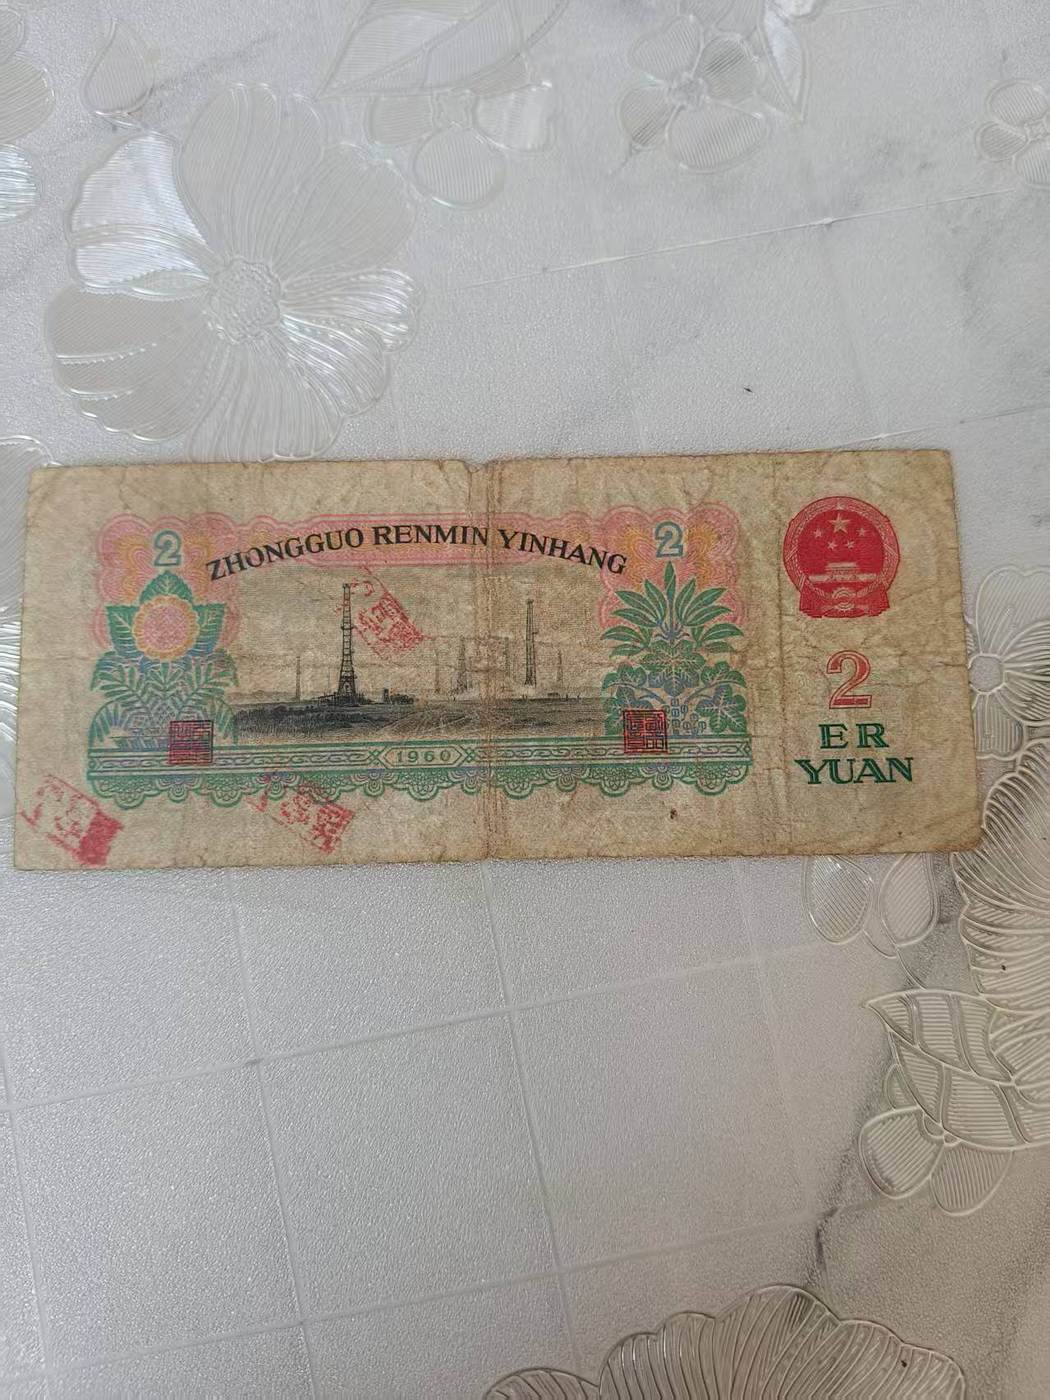 2
ZHONGGUO RENMIN YINHANG
2
1960
2
ER
YUAN